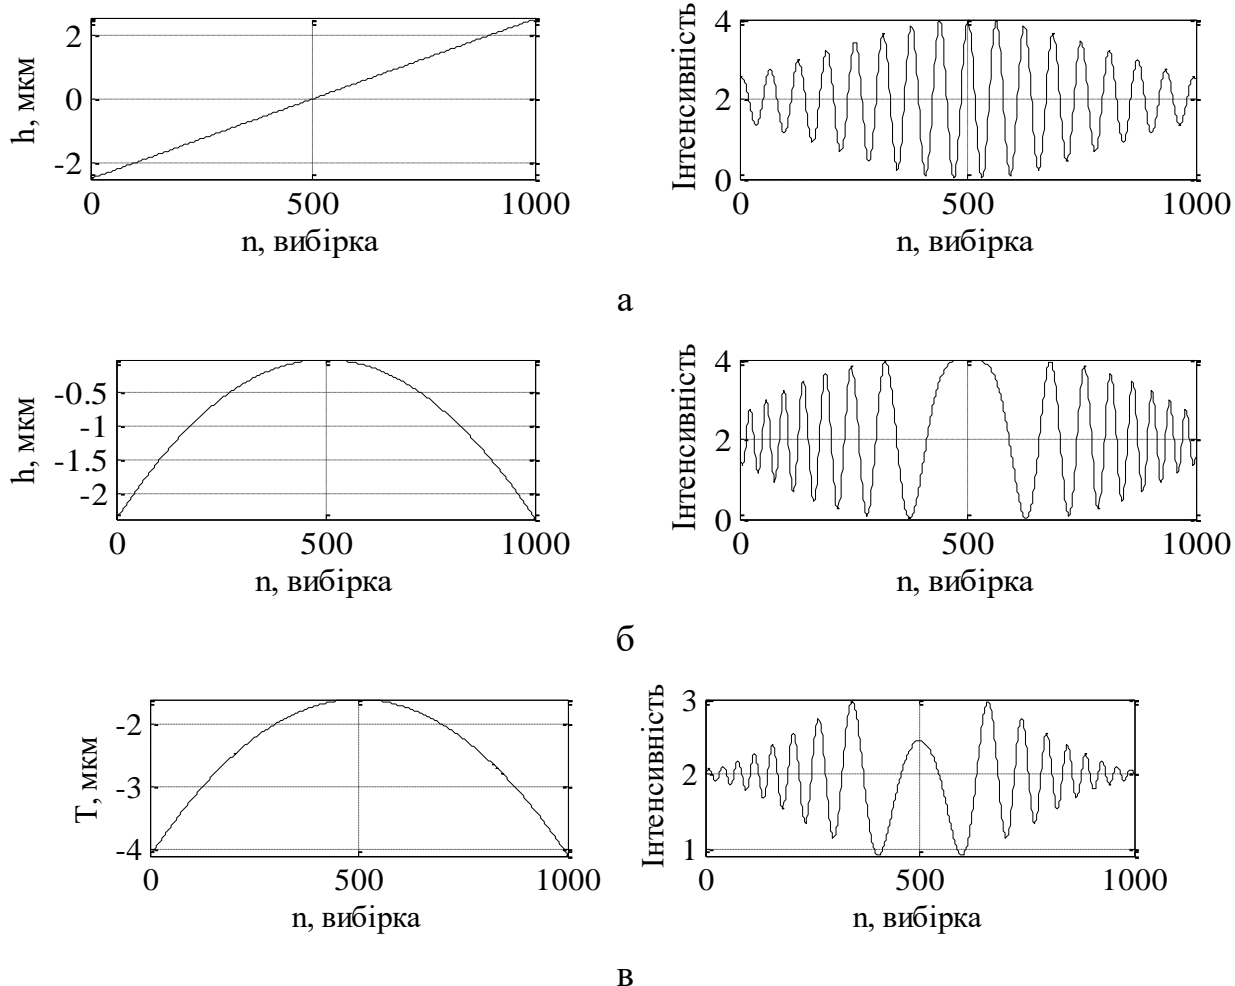 h, мкм
2
0
-2
0
500
1000
n, вибірка
Інтенсивність
4
2
0
0
500
1000
n, вибірка
а
h, мкм
-0.5
-1
-1.5
-2
0
500
1000
n, вибірка
Інтенсивність
4
2
0
0
500
1000
n, вибірка
б
T, мкм
-2
-3
-4
0
500
1000
n, вибірка
Інтенсивність
3
2
1
0
500
1000
n, вибірка
в